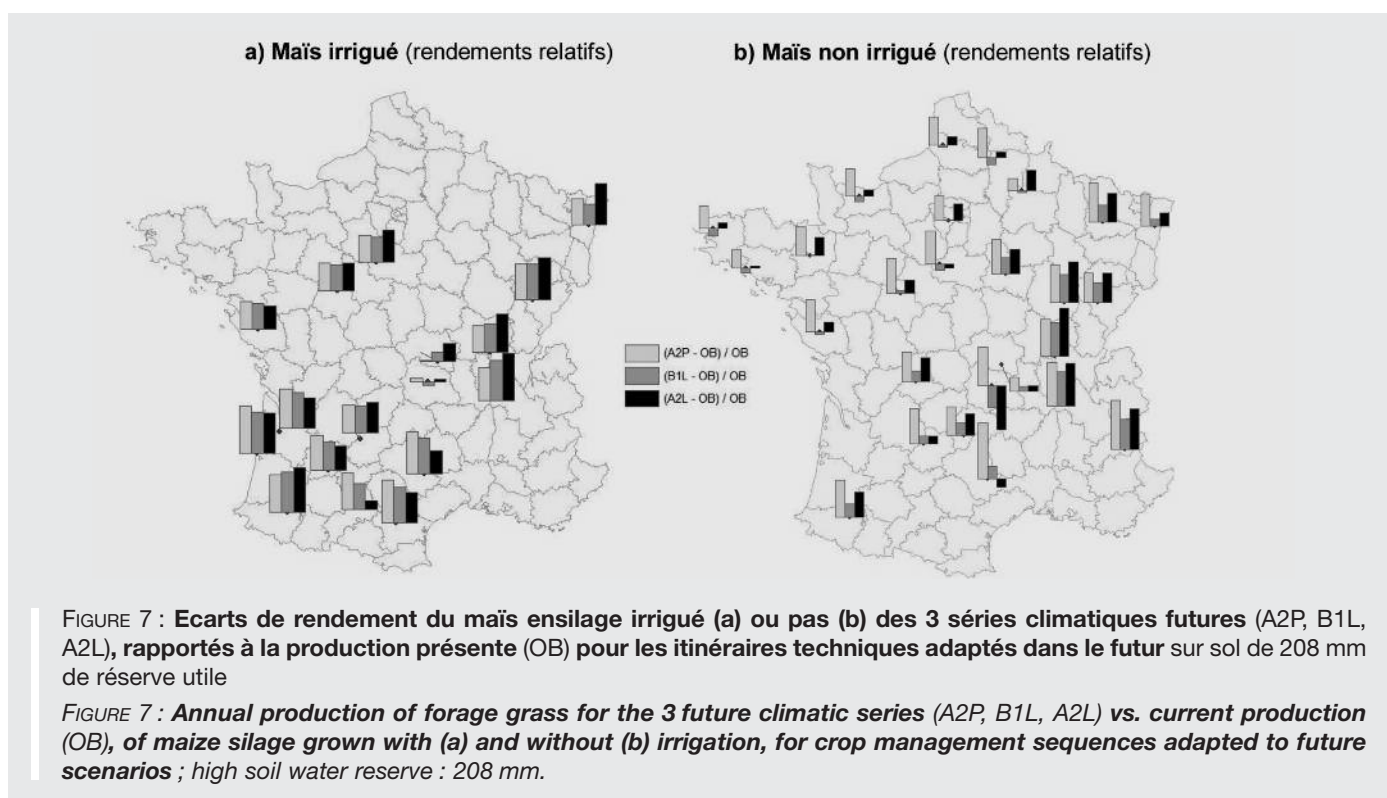 a) Maïs irrigué (rendements relatifs)
b) Maïs non irrigué (rendements relatifs)
(A2P - OB) / OB
(B1L - OB) / OB
(A2L - OB) / OB
FIGURE 7 : Ecarts de rendement du maïs ensilage irrigué (a) ou pas (b) des 3 séries climatiques futures (A2P, B1L,
A2L), rapportés à la production présente (OB) pour les itinéraires techniques adaptés dans le futur sur sol de 208 mm
de réserve utile
FIGURE 7 : Annual production of forage grass for the 3 future climatic series (A2P, B1L, A2L) vs. current production
(OB), of maize silage grown with (a) and without (b) irrigation, for crop management sequences adapted to future
scenarios ; high soil water reserve : 208 mm.